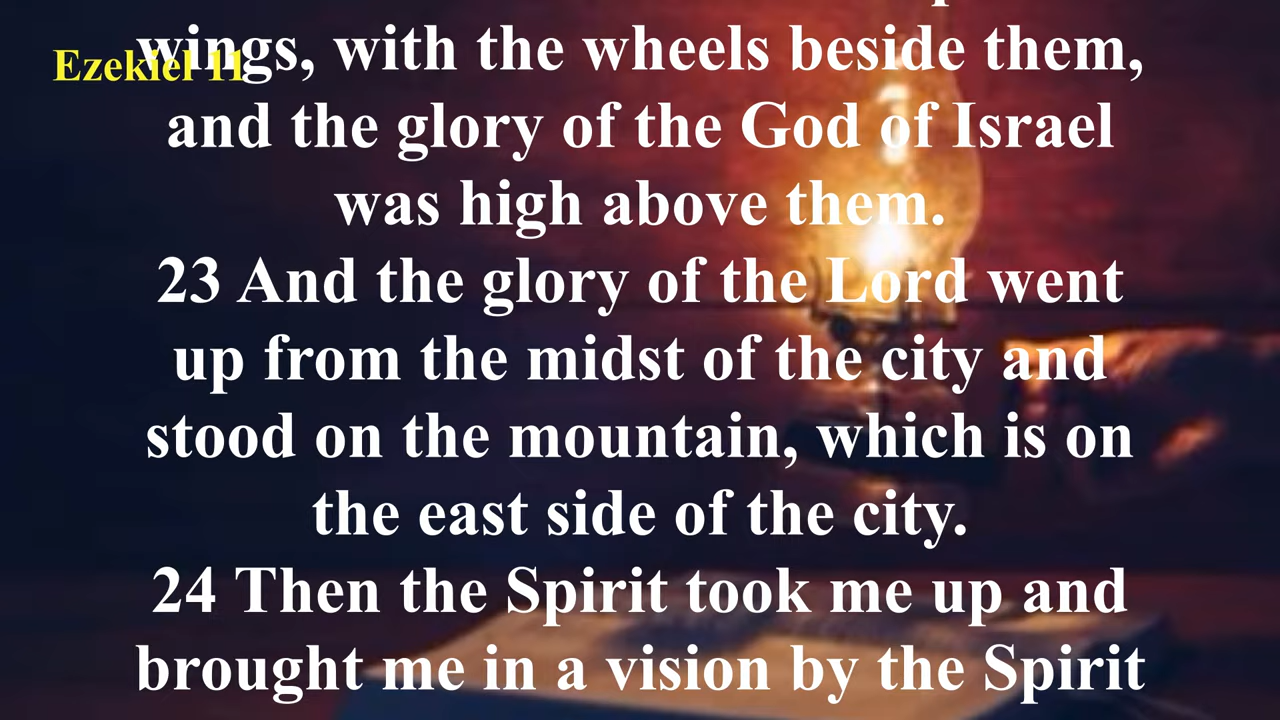 Ezekiel 11
wings, with the wheels beside them,
and the glory of the God of Israel
was high above them.
23 And the glory of the Lord went
up from the midst of the city and
stood on the mountain, which is on
the east side of the city.
24 Then the Spirit took me up and
brought me in a vision by the Spirit